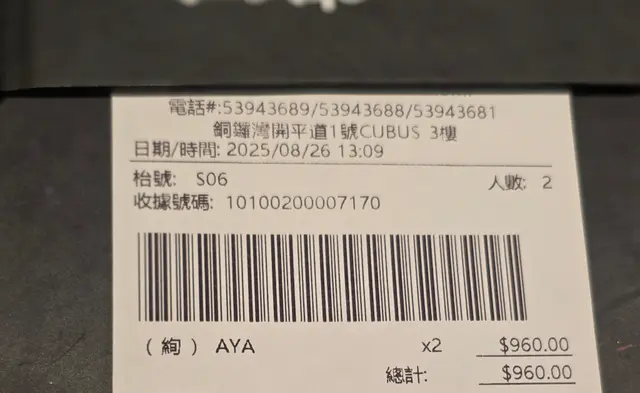 電話#:53943689/53943688/53943681
銅鑼灣開平道1號CUBUS 3樓
日期/時間: 2025/08/26 13:09
枱號: S06 人數: 2
收據號碼: 10100200007170
(絢) AYA x2 $960.00
總計: $960.00